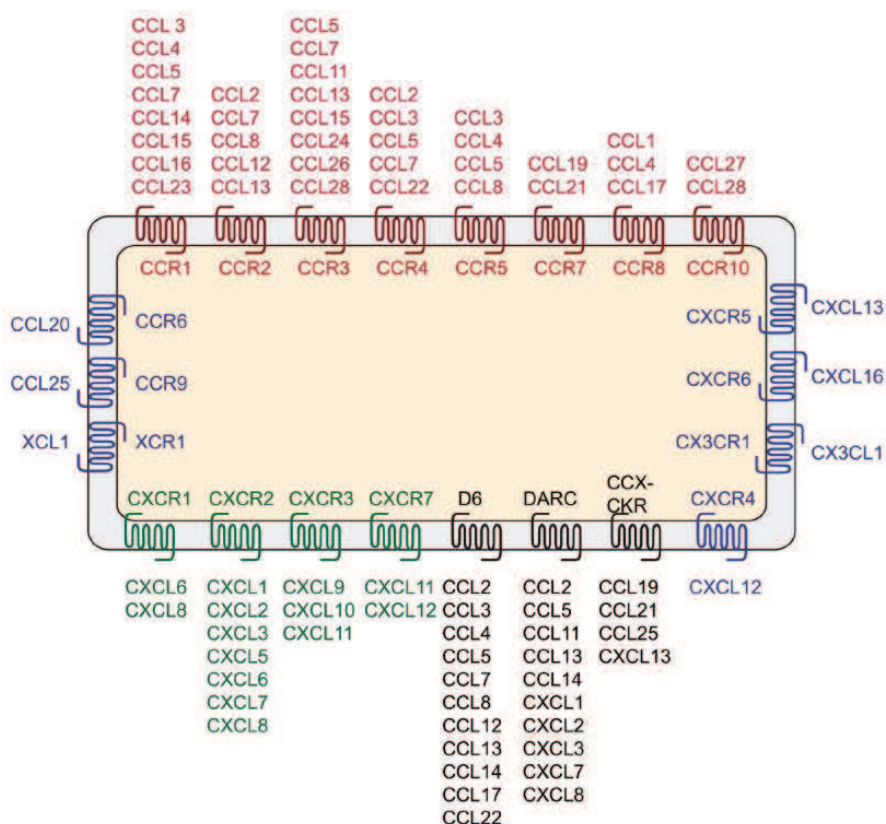 CCL 3
CCL4
CCL5
CCL7
CCL14
CCL15
CCL16
CCL23
CCL2
CCL7
CCL8
CCL12
CCL13
CCL5
CCL7
CCL11
CCL13
CCL15
CCL24
CCL26
CCL28
CCL2
CCL3
CCL5
CCL7
CCL22
CCL3
CCL4
CCL5
CCL8
CCL19
CCL21
CCL1
CCL4
CCL17
CCL27
CCL28
CCR1
CCR2
CCR3
CCR4
CCR5
CCR7
CCR8
CCR10
CCL20
CCR6
CCL25
CCR9
XCL1
XCR1
CXCR5
CXCL13
CXCR6
CXCL16
CX3CR1
CX3CL1
CXCR1
CXCR2
CXCR3
CXCR7
D6
DARC
CCX-
CKR
CXCR4
CXCL6
CXCL8
CXCL1
CXCL2
CXCL3
CXCL5
CXCL6
CXCL7
CXCL8
CXCL9
CXCL10
CXCL11
CXCL11
CXCL12
CCL2
CCL3
CCL4
CCL5
CCL7
CCL8
CCL12
CCL13
CCL14
CCL17
CCL22
CCL2
CCL5
CCL11
CCL13
CCL14
CXCL1
CXCL2
CXCL3
CXCL7
CXCL8
CCL19
CCL21
CCL25
CXCL13
CXCL12